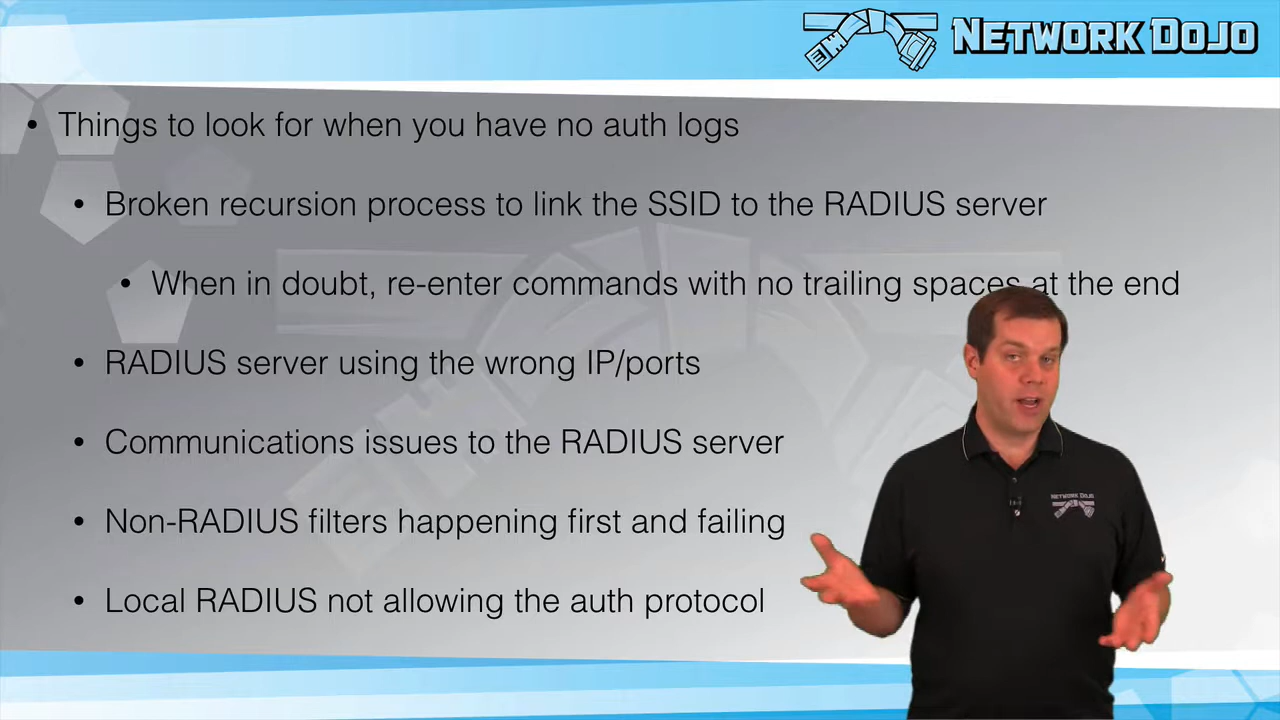 NETWORK DOJO
• Things to look for when you have no auth logs
• Broken recursion process to link the SSID to the RADIUS server
• When in doubt, re-enter commands with no trailing spaces at the end
• RADIUS server using the wrong IP/ports
• Communications issues to the RADIUS server
• Non-RADIUS filters happening first and failing
• Local RADIUS not allowing the auth protocol
NETWORK DOJO